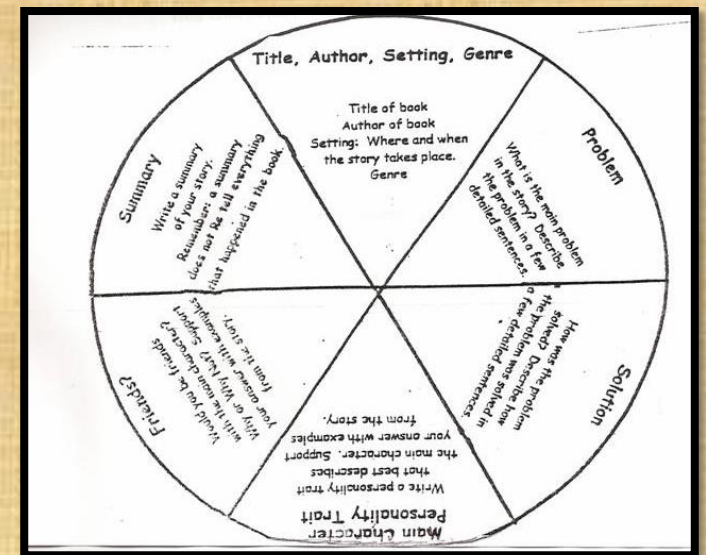 Title, Author, Setting, Genre
Title of book
Author of book
Setting: Where and when
the story takes place.
Genre
Problem
What is the main problem
in the story? Describe
the problem in a few
detailed sentences.
Solution
How was the problem
solved? Describe how
the problem was solved in
a few detailed sentences.
Main Character
Personality Trait
Write a personality trait
that best describes
the main character. Support
your answer with examples
from the story.
Friends?
Would you be friends
with the main character?
Why or Why Not? Support
your answer with examples
from the story.
Summary
Write a summary
of your story.
Remember: a summary
does not Re tell everything
that happened in the book.